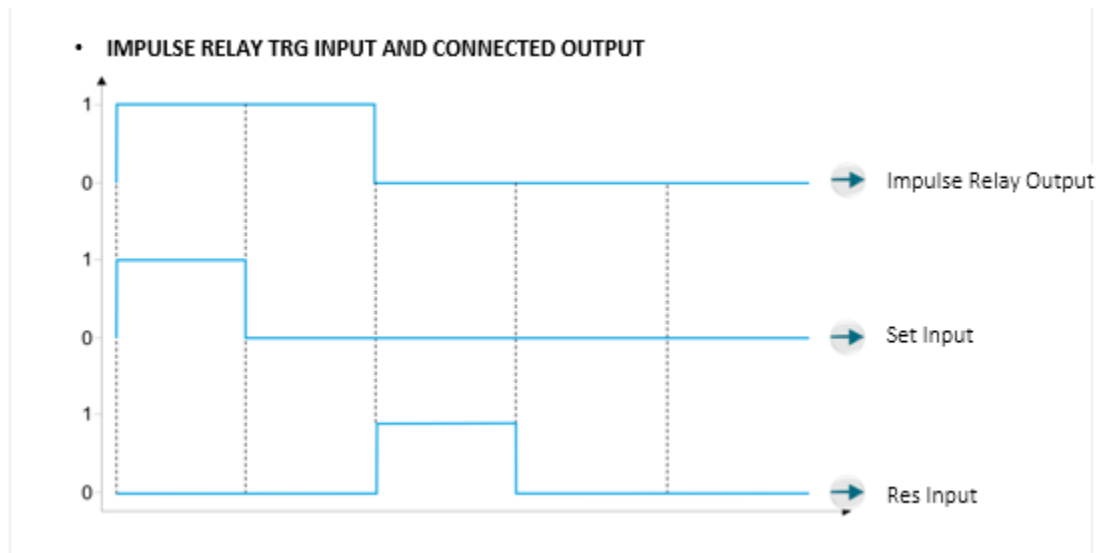 • IMPULSE RELAY TRG INPUT AND CONNECTED OUTPUT
1
0
Impulse Relay Output
1
0
Set Input
1
0
Res Input